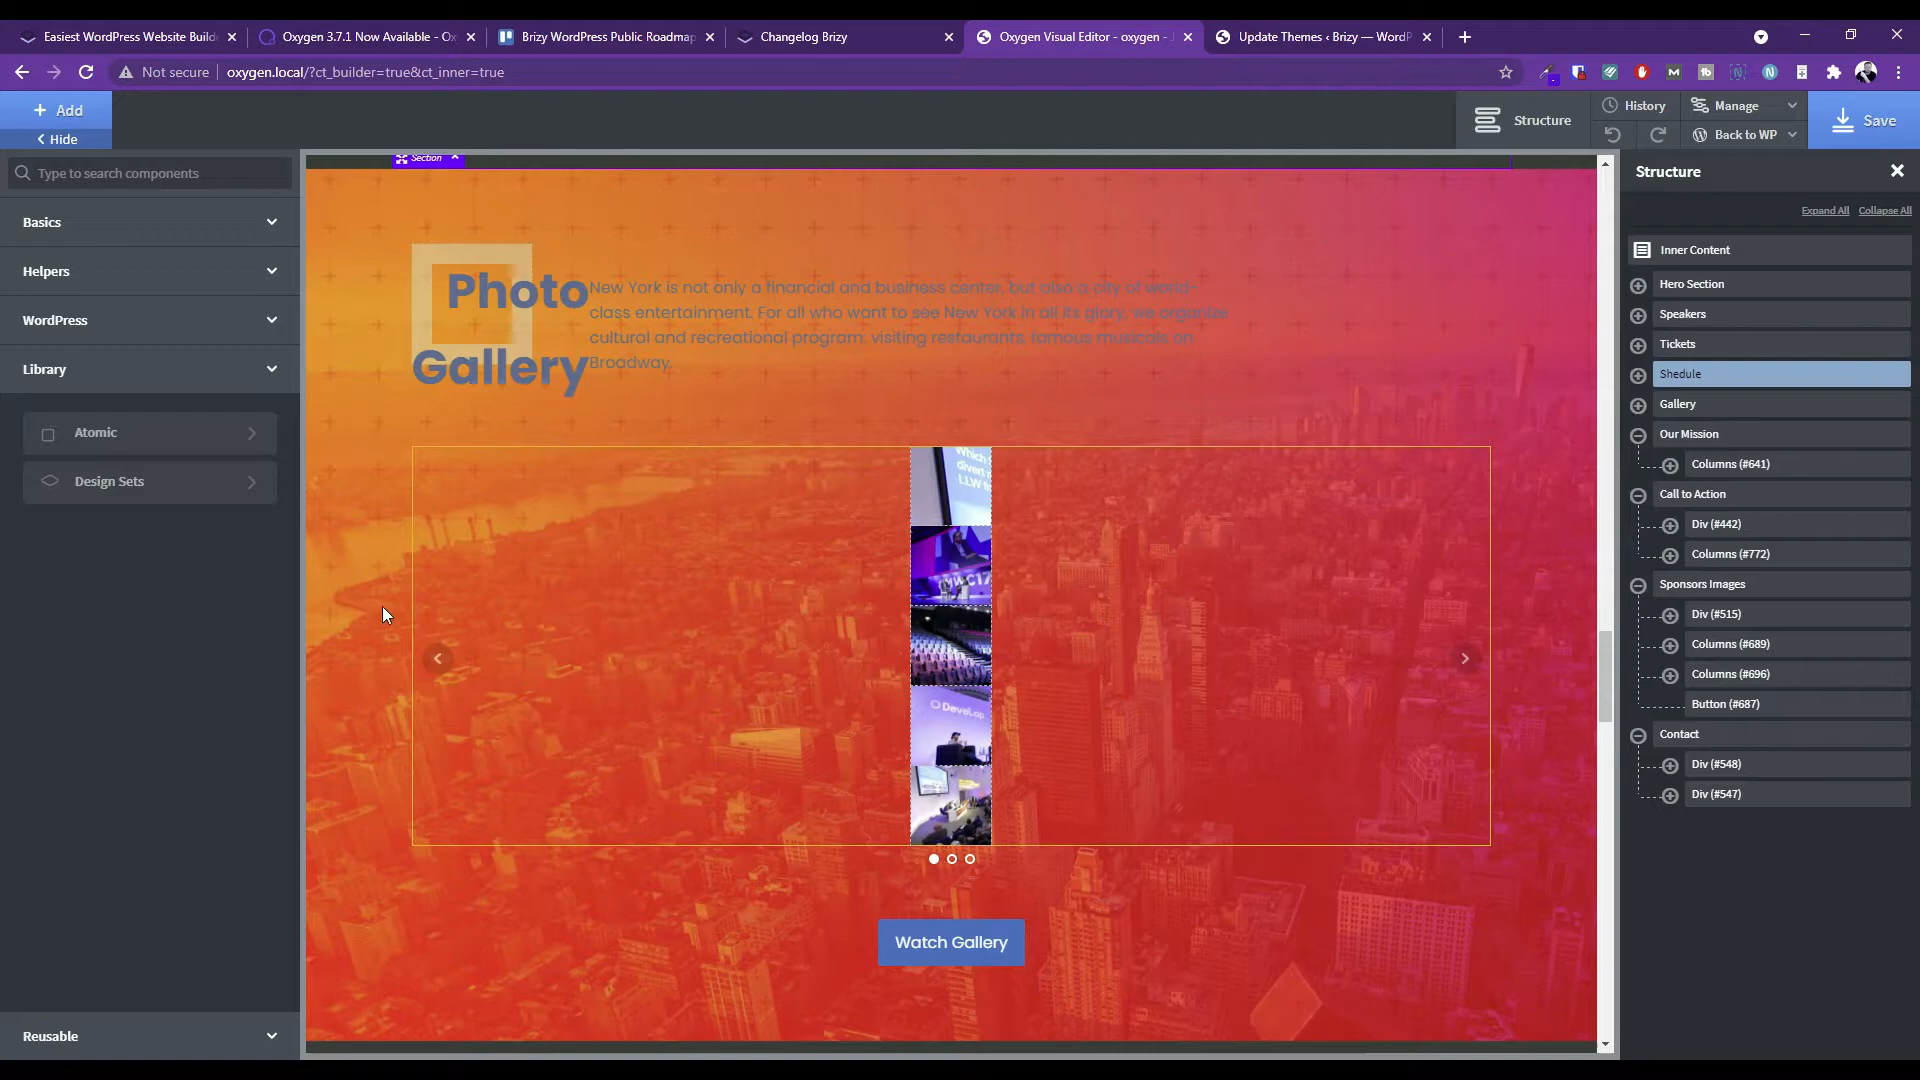 Easiest WordPress Website Build
Oxygen 3.7.1 Now Available - Ox
Brizy WordPress Public Roadmap
Changelog Brizy
Oxygen Visual Editor - oxygen -
Update Themes ‹ Brizy — WordP
Not secure
oxygen.local/?ct_builder=true&ct_inner=true
Add
Hide
Structure
History
Manage
Back to WP
Save
Type to search components
Basics
Helpers
WordPress
Library
Atomic
Design Sets
Reusable
Section
Photo
Gallery
New York is not only a financial and business center, but also a city of world-
class entertainment. For all who want to see New York in all its glory, we organize
cultural and recreational program: visiting restaurants, famous musicals on
Broadway.
Which
diven
LLW
DeveLop
Watch Gallery
Structure
Expand All
Collapse All
Inner Content
Hero Section
Speakers
Tickets
Shedule
Gallery
Our Mission
Columns (#641)
Call to Action
Div (#442)
Columns (#772)
Sponsors Images
Div (#515)
Columns (#689)
Columns (#696)
Button (#687)
Contact
Div (#548)
Div (#547)